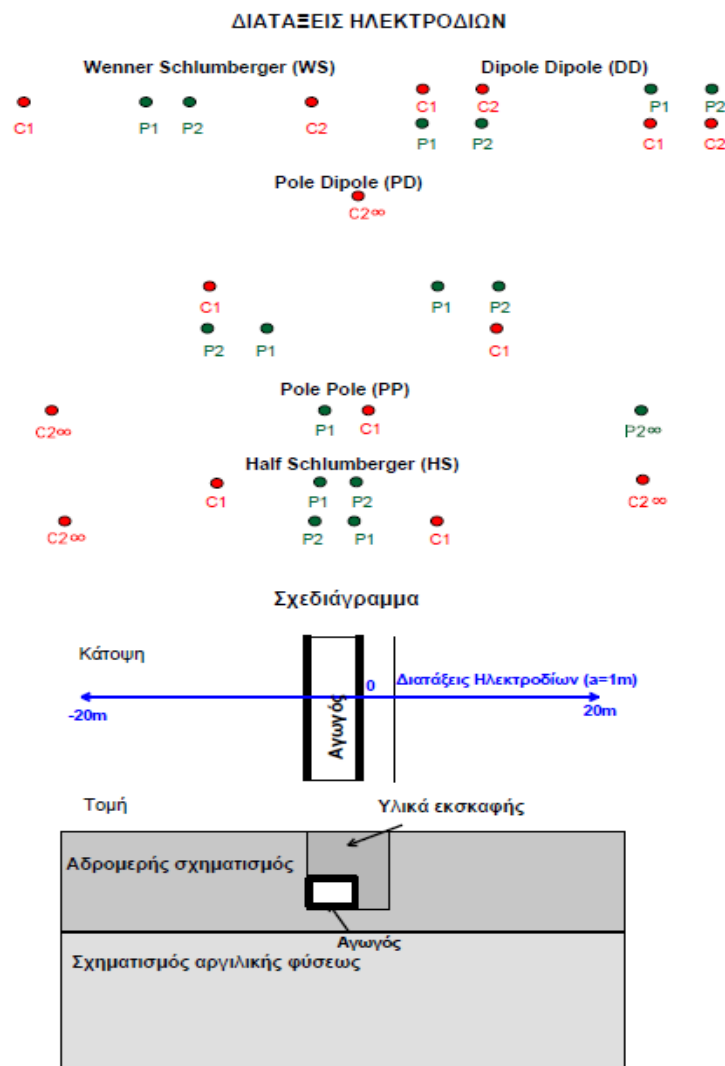 ΔΙΑΤΑΞΕΙΣ ΗΛΕΚΤΡΟΔΙΩΝ
Wenner Schlumberger (WS) Dipole Dipole (DD)
C1 P1 P2 C2 C1 C2 P1 P2
P1 P2 C1 C2
Pole Dipole (PD)
C2∞
C1 P1 P2
P2 P1 C1
Pole Pole (PP)
C2∞ P1 C1 P2∞
Half Schlumberger (HS)
C1 P1 P2 C2∞
C2∞ P2 P1 C1
Σχεδιάγραμμα
Κάτοψη
Αγωγός
0 Διατάξεις Ηλεκτροδίων (a=1m)
-20m 20m
Τομή
Υλικά εκσκαφής
Αδρομερής σχηματισμός
Αγωγός
Σχηματισμός αργιλικής φύσεως